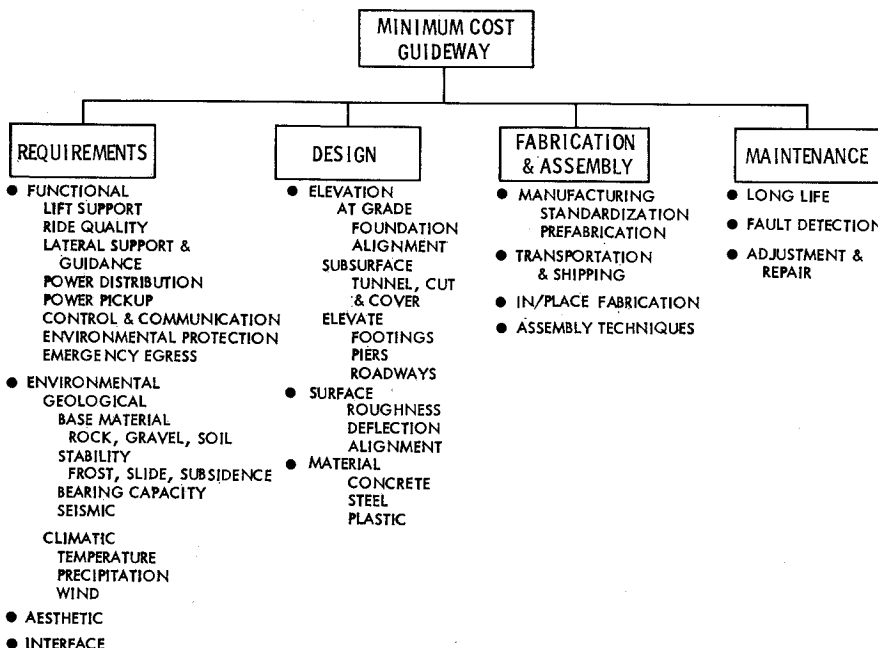 MINIMUM COST
GUIDEWAY
REQUIREMENTS
● FUNCTIONAL
LIFT SUPPORT
RIDE QUALITY
LATERAL SUPPORT &
GUIDANCE
POWER DISTRIBUTION
POWER PICKUP
CONTROL & COMMUNICATION
ENVIRONMENTAL PROTECTION
EMERGENCY EGRESS
● ENVIRONMENTAL
GEOLOGICAL
BASE MATERIAL
ROCK, GRAVEL, SOIL
STABILITY
FROST, SLIDE, SUBSIDENCE
BEARING CAPACITY
SEISMIC
CLIMATIC
TEMPERATURE
PRECIPITATION
WIND
● AESTHETIC
● INTERFACE
DESIGN
● ELEVATION
AT GRADE
FOUNDATION
ALIGNMENT
SUBSURFACE
TUNNEL, CUT
& COVER
ELEVATE
FOOTINGS
PIERS
ROADWAYS
● SURFACE
ROUGHNESS
DEFLECTION
ALIGNMENT
● MATERIAL
CONCRETE
STEEL
PLASTIC
FABRICATION
& ASSEMBLY
● MANUFACTURING
STANDARDIZATION
PREFABRICATION
● TRANSPORTATION
& SHIPPING
● IN/PLACE FABRICATION
● ASSEMBLY TECHNIQUES
MAINTENANCE
● LONG LIFE
● FAULT DETECTION
● ADJUSTMENT &
REPAIR